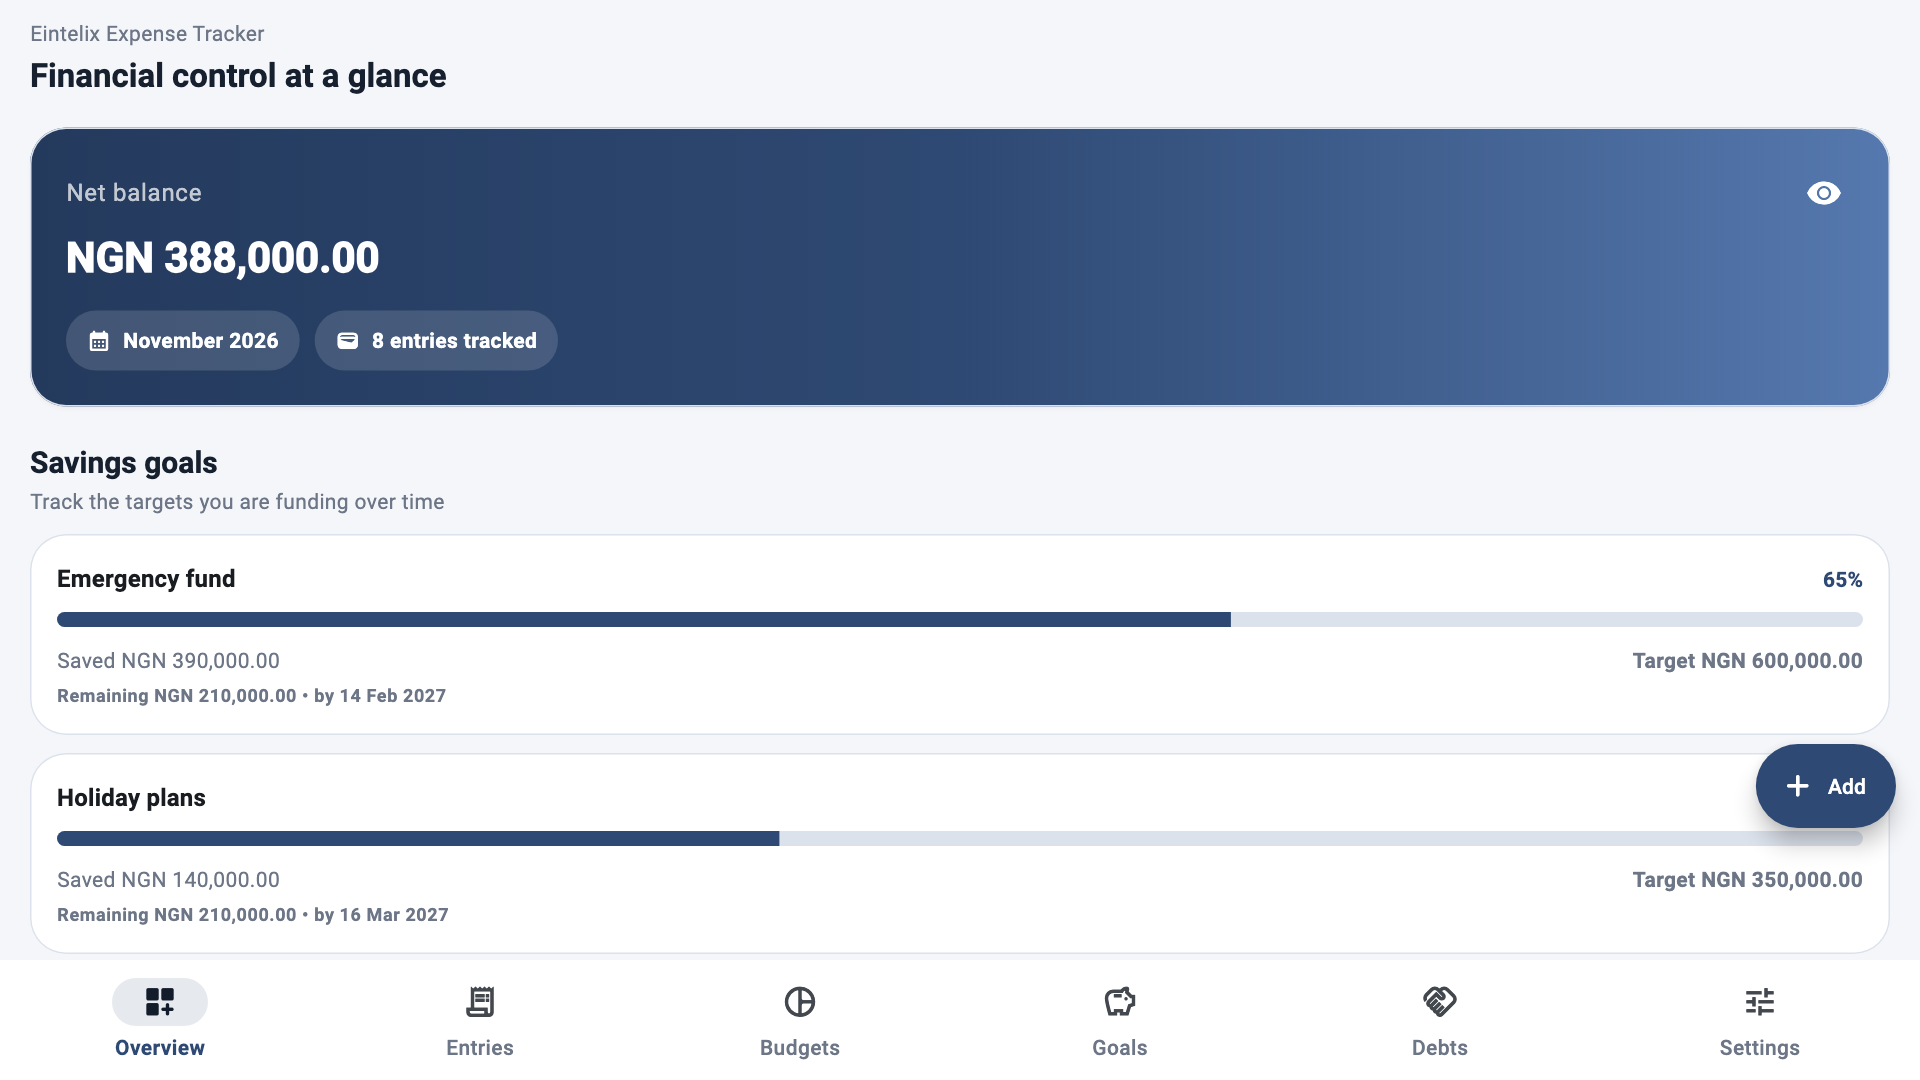 Eintelix Expense Tracker
Financial control at a glance
Net balance
NGN 388,000.00
November 2026
8 entries tracked
Savings goals
Track the targets you are funding over time
Emergency fund
65%
Saved NGN 390,000.00
Target NGN 600,000.00
Remaining NGN 210,000.00 • by 14 Feb 2027
Holiday plans
Add
Saved NGN 140,000.00
Target NGN 350,000.00
Remaining NGN 210,000.00 • by 16 Mar 2027
Overview
Entries
Budgets
Goals
Debts
Settings